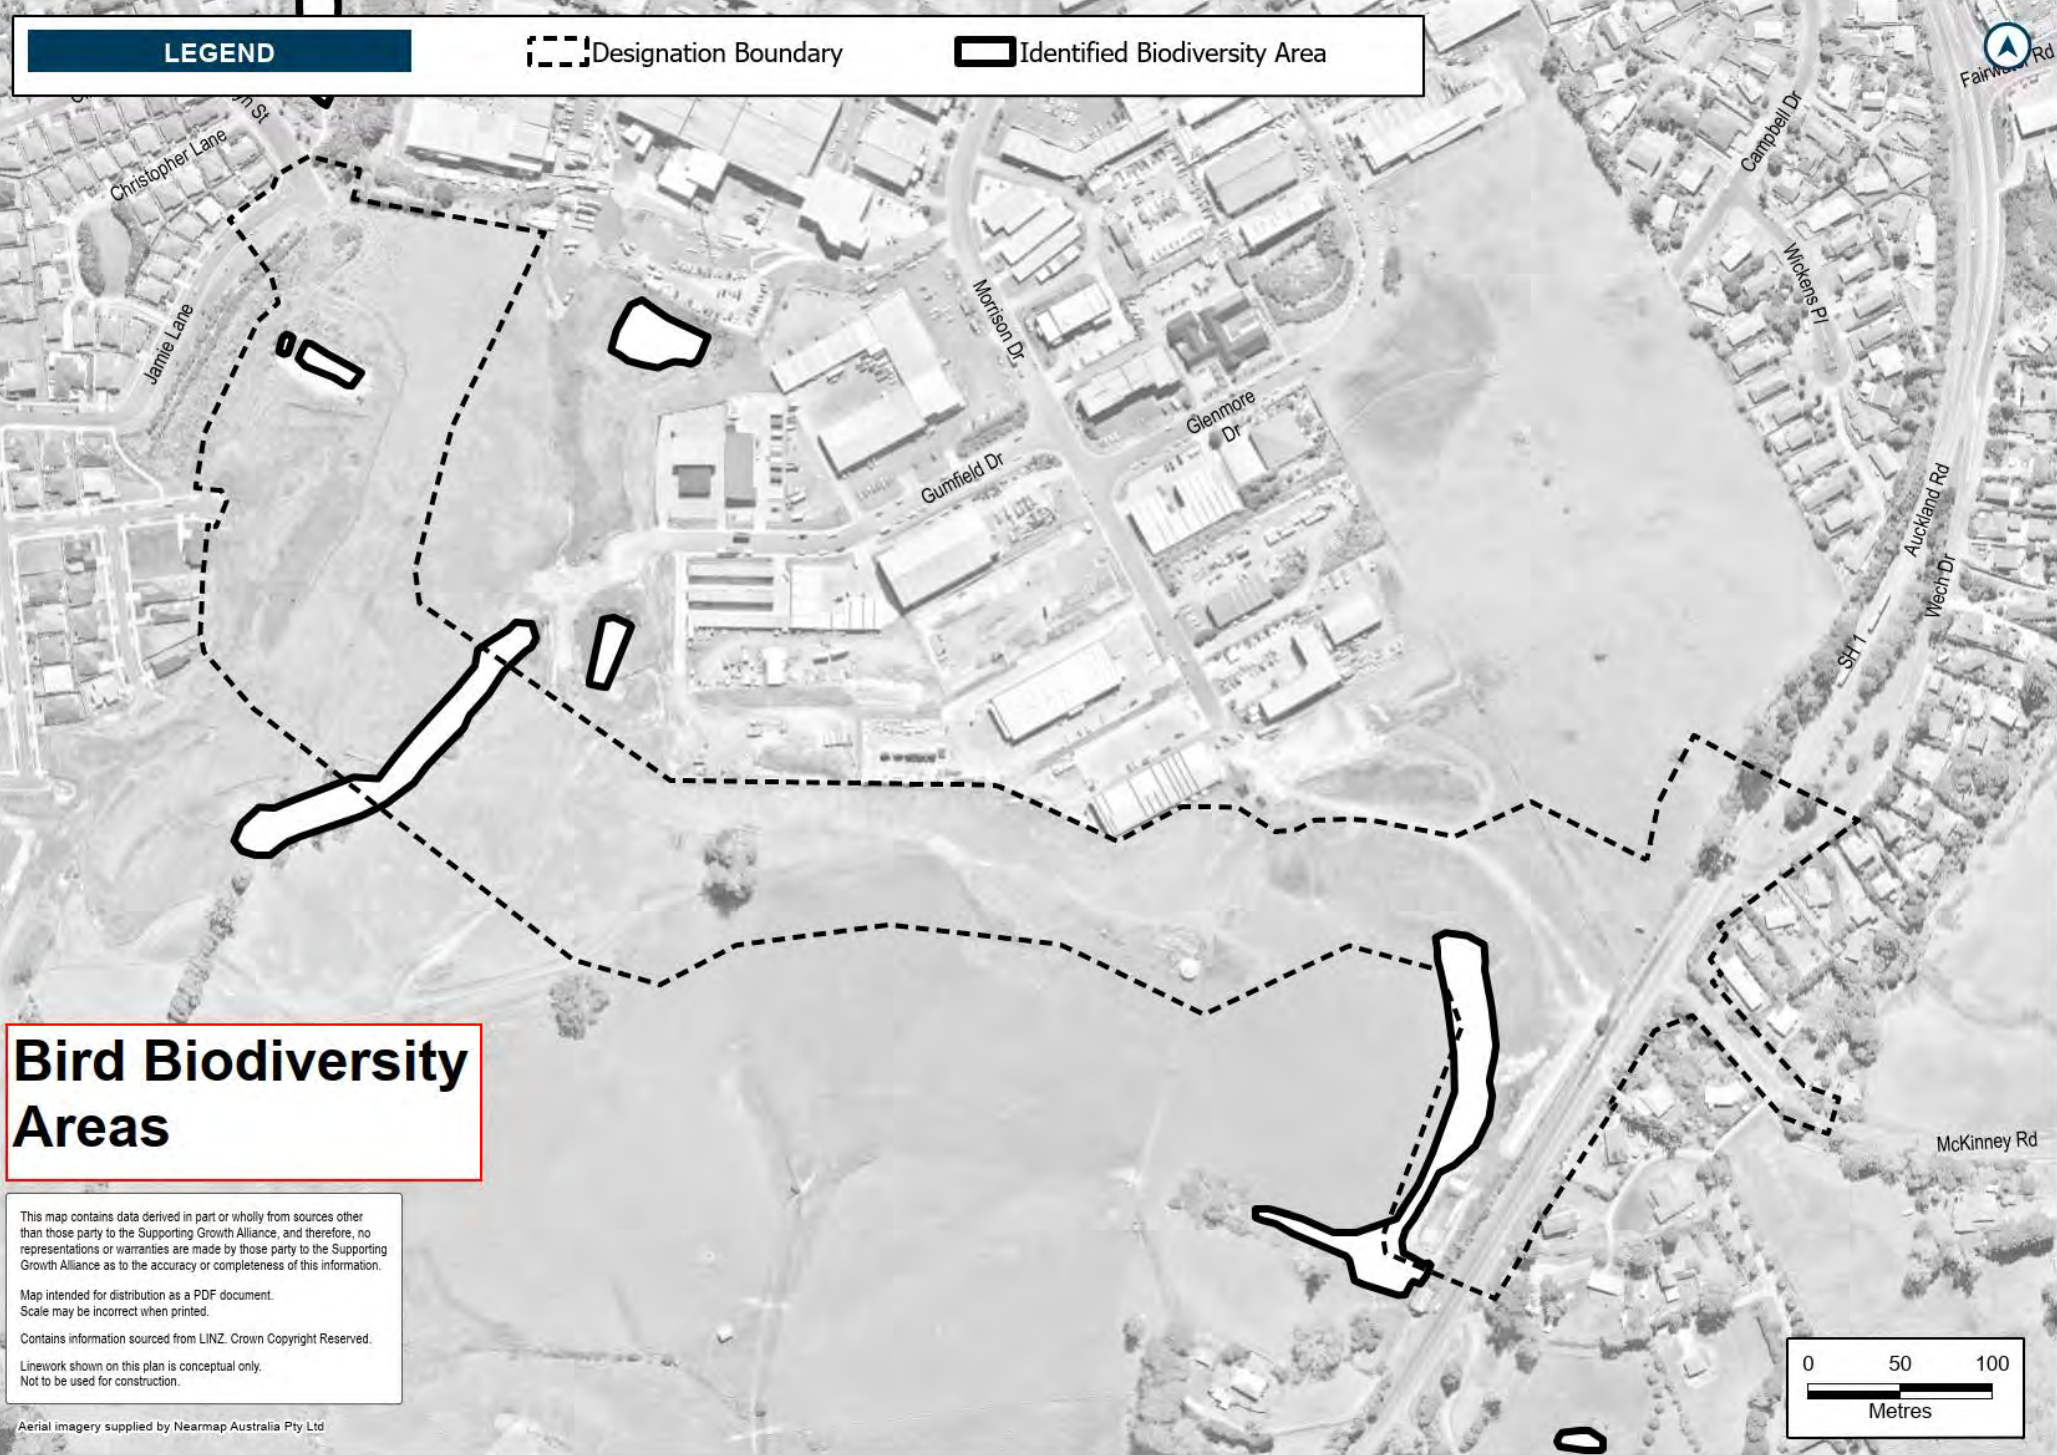 LEGEND
Designation Boundary
Identified Biodiversity Area
Fairwater Rd
Christopher Lane
Campbell Dr
Wickens Pl
Jamie Lane
Morrison Dr
Glenmore
Dr
Gumfield Dr
Auckland Rd
Wech Dr
SH 1
McKinney Rd
Bird Biodiversity
Areas
This map contains data derived in part or wholly from sources other
than those party to the Supporting Growth Alliance, and therefore, no
representations or warranties are made by those party to the Supporting
Growth Alliance as to the accuracy or completeness of this information.
Map intended for distribution as a PDF document.
Scale may be incorrect when printed.
Contains information sourced from LINZ. Crown Copyright Reserved.
Linework shown on this plan is conceptual only.
Not to be used for construction.
Aerial imagery supplied by Nearmap Australia Pty Ltd
0 50 100
Metres